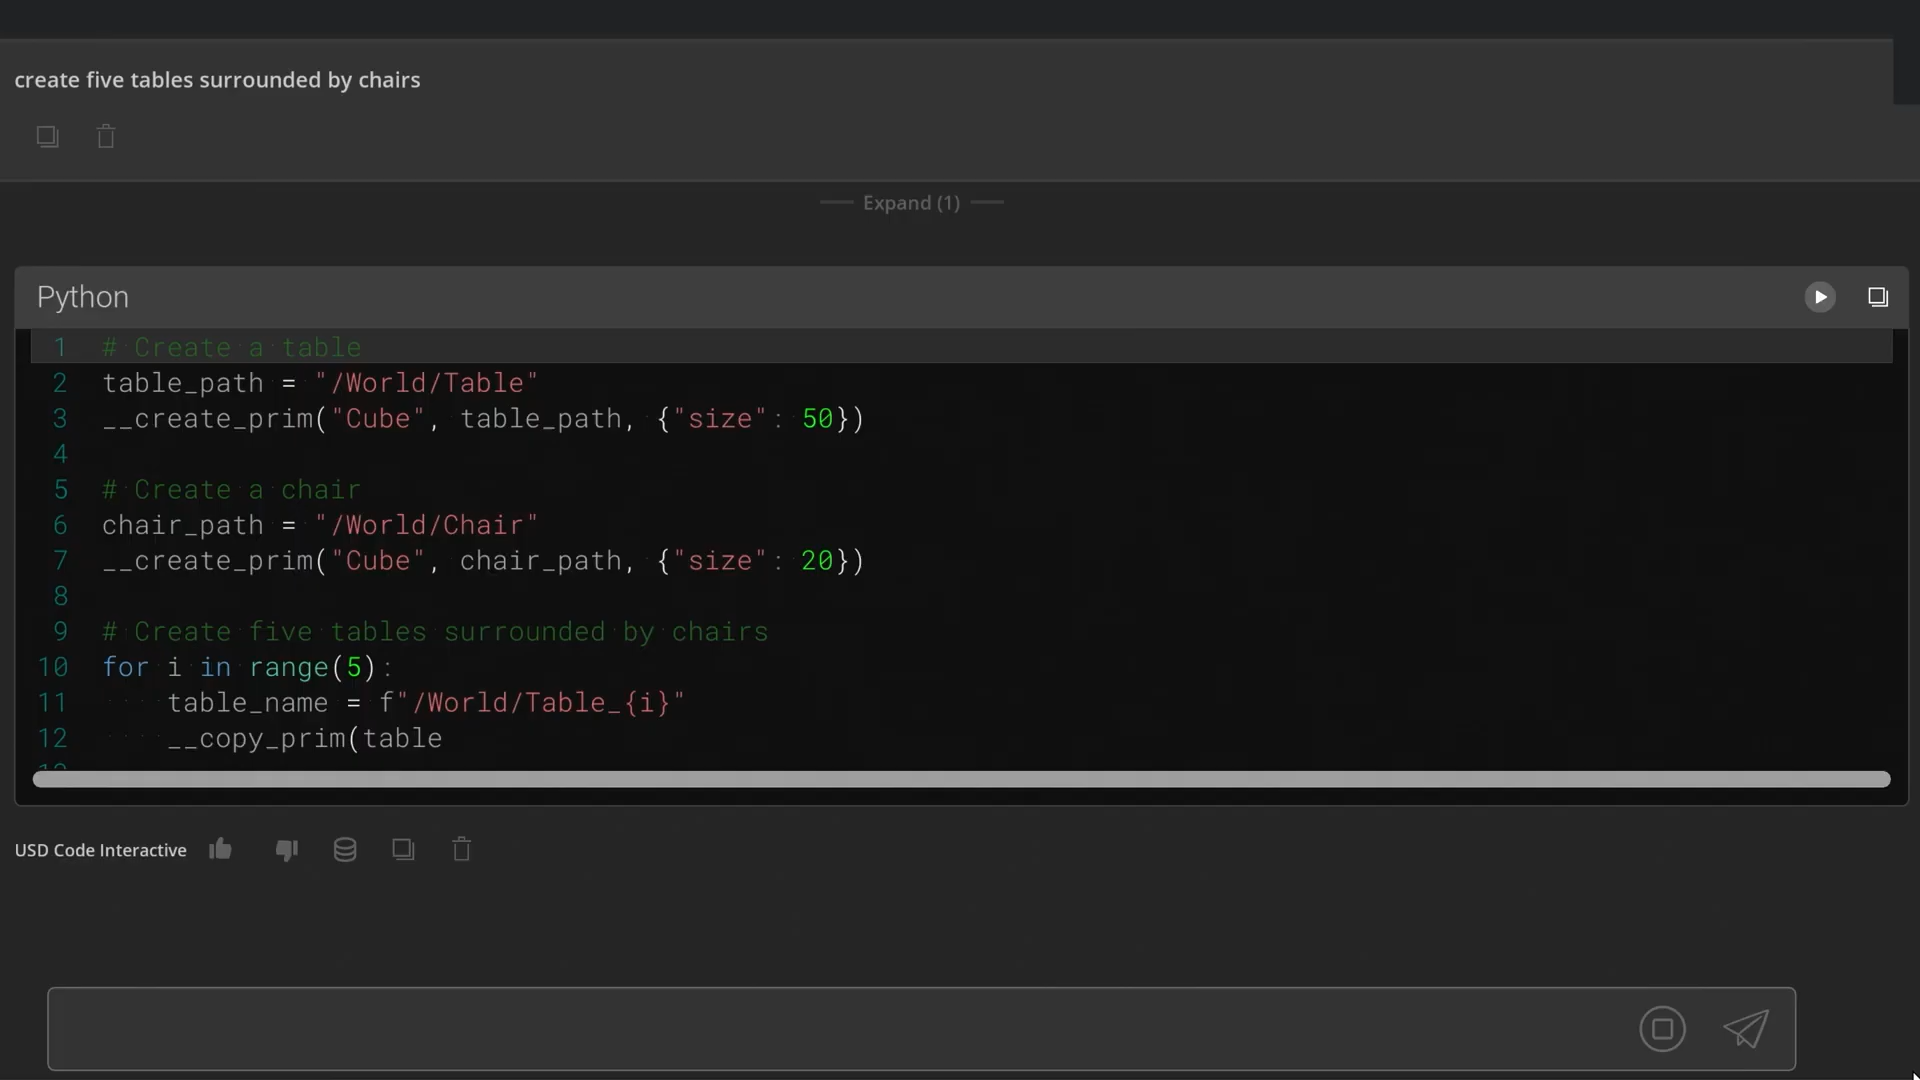 create five tables surrounded by chairs
Expand (1)
Python
1 # Create a table
2 table_path = "/World/Table"
3 __create_prim("Cube", table_path, {"size": 50})
4
5 # Create a chair
6 chair_path = "/World/Chair"
7 __create_prim("Cube", chair_path, {"size": 20})
8
9 # Create five tables surrounded by chairs
10 for i in range(5):
11     table_name = f"/World/Table_{i}"
12     __copy_prim(table
USD Code Interactive